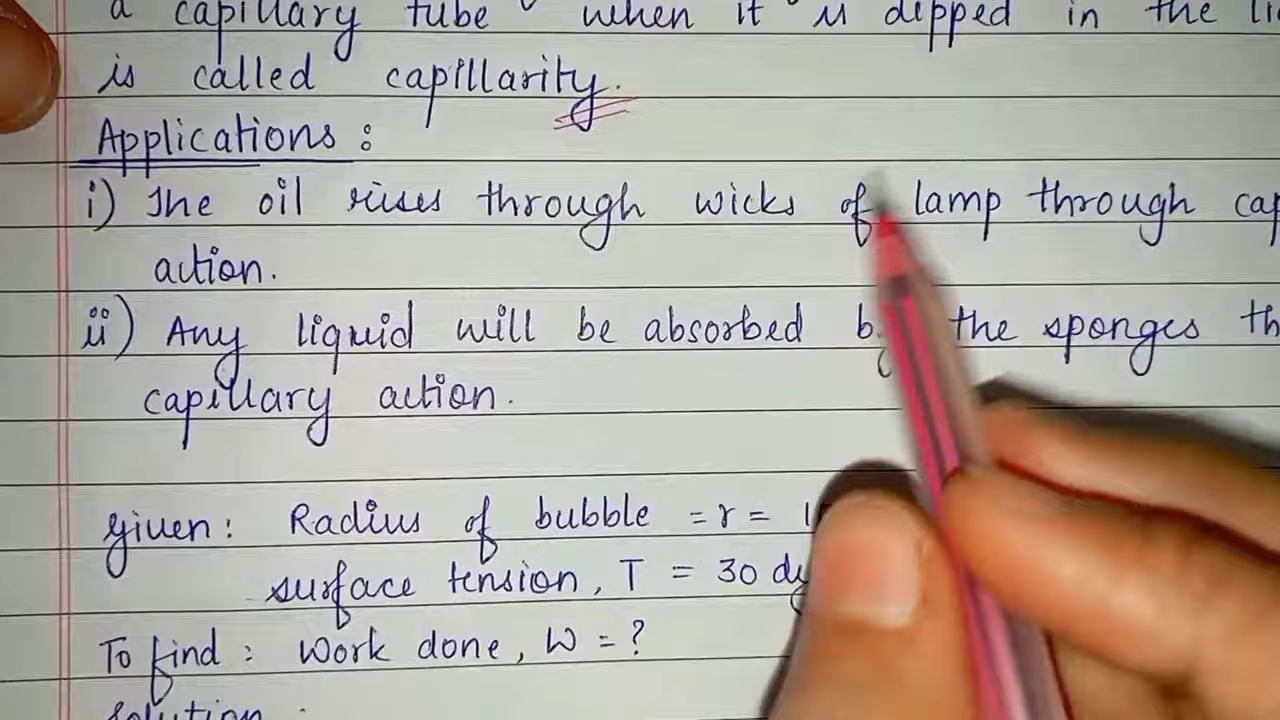 a capillary tube when it is dipped in the
is called capillarity.
Applications :
i) The oil rises through wicks of lamp through
action.
ii) Any liquid will be absorbed the sponges
capillary action.
Given: Radius of bubble = r =
surface tension, T = 30
To find : Work done, W = ?
Solution :